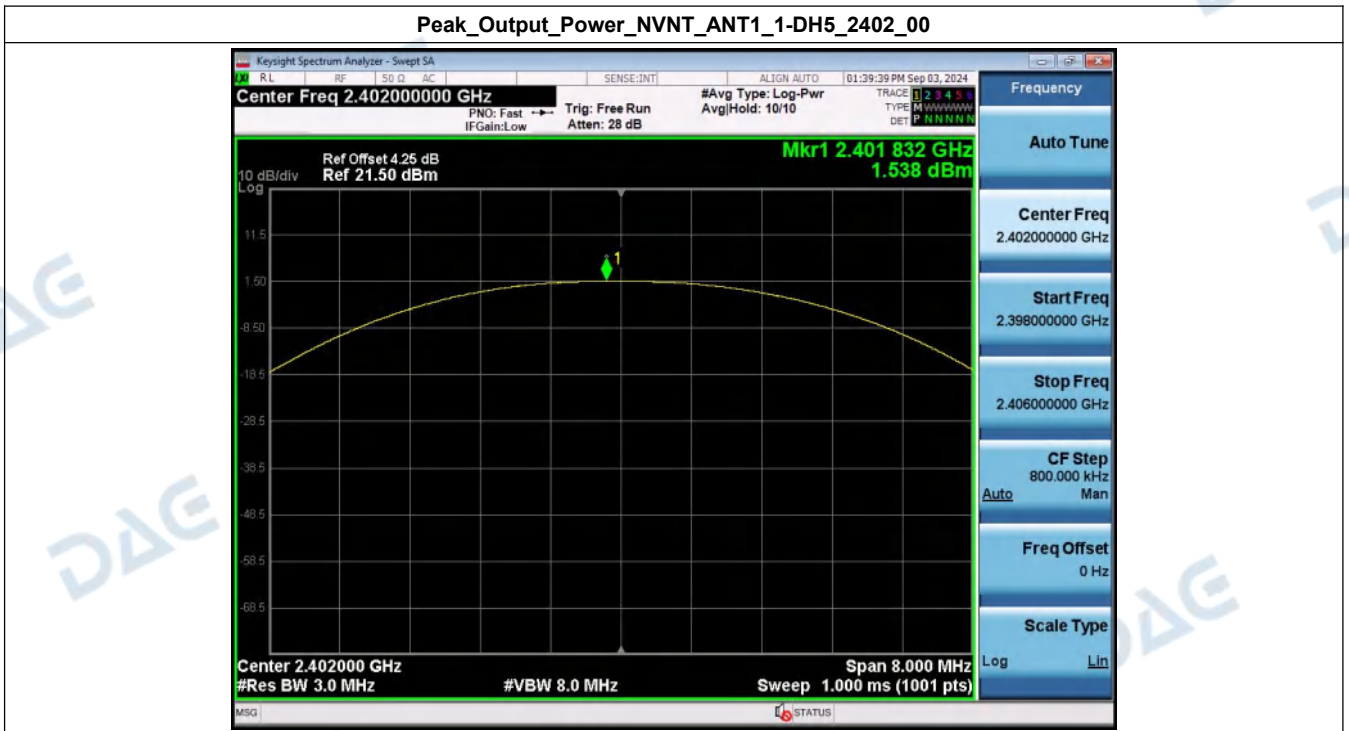 Peak_Output_Power_NVNT_ANT1_1-DH5_2402_00
Keysight Spectrum Analyzer - Swept SA
RL RF 50 Ω AC SENSE:INT ALIGN AUTO 01:39:39 PM Sep 03, 2024
Center Freq 2.402000000 GHz
PNO: Fast
IFGain:Low
Trig: Free Run
Atten: 28 dB
#Avg Type: Log-Pwr
Avg|Hold: 10/10
TRACE 1 2 3 4 5 6
TYPE M WWWWW
DET P NNNNN
Mkr1 2.401 832 GHz
1.538 dBm
Ref Offset 4.25 dB
10 dB/div Ref 21.50 dBm
Log
11.5
1.50
-8.50
-18.5
-28.5
-38.5
-48.5
-58.5
-68.5
1
Center 2.402000 GHz Span 8.000 MHz
#Res BW 3.0 MHz #VBW 8.0 MHz Sweep 1.000 ms (1001 pts)
MSG STATUS
Frequency
Auto Tune
Center Freq
2.402000000 GHz
Start Freq
2.398000000 GHz
Stop Freq
2.406000000 GHz
CF Step
800.000 kHz
Auto Man
Freq Offset
0 Hz
Scale Type
Log Lin
DAE
DAE